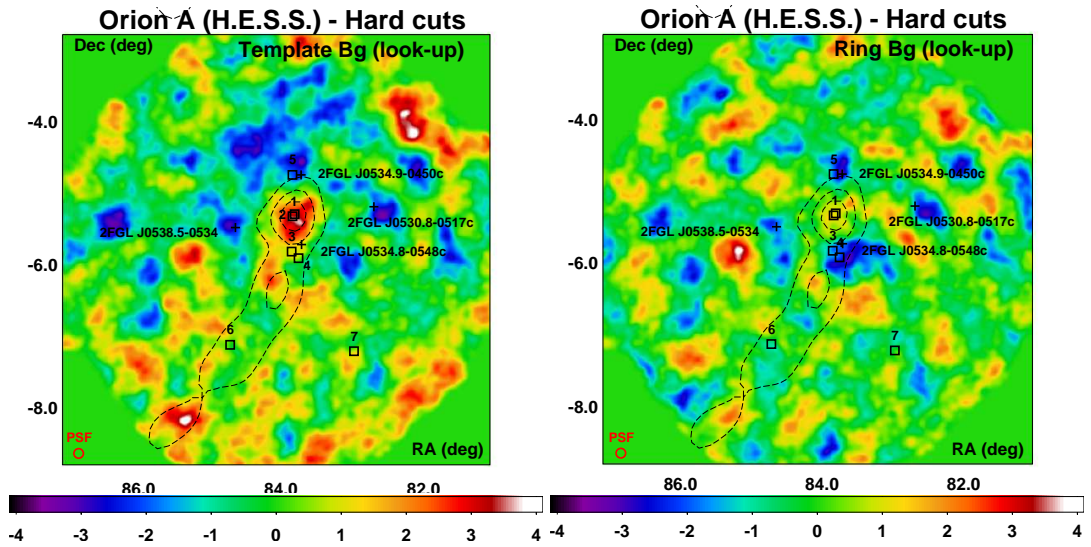 Orion A (H.E.S.S.) - Hard cuts
Dec (deg)
Template Bg (look-up)
-4.0
-6.0
-8.0
5
2FGL J0534.9-0450c
1
2
2FGL J0530.8-0517c
2FGL J0538.5-0534
3
2FGL J0534.8-0548c
4
6
7
PSF
RA (deg)
86.0 84.0 82.0
-4 -3 -2 -1 0 1 2 3 4
Orion A (H.E.S.S.) - Hard cuts
Dec (deg)
Ring Bg (look-up)
-4.0
-6.0
-8.0
5
2FGL J0534.9-0450c
1
2FGL J0530.8-0517c
2FGL J0538.5-0534
3
4
2FGL J0534.8-0548c
6
7
PSF
RA (deg)
86.0 84.0 82.0
-4 -3 -2 -1 0 1 2 3 4